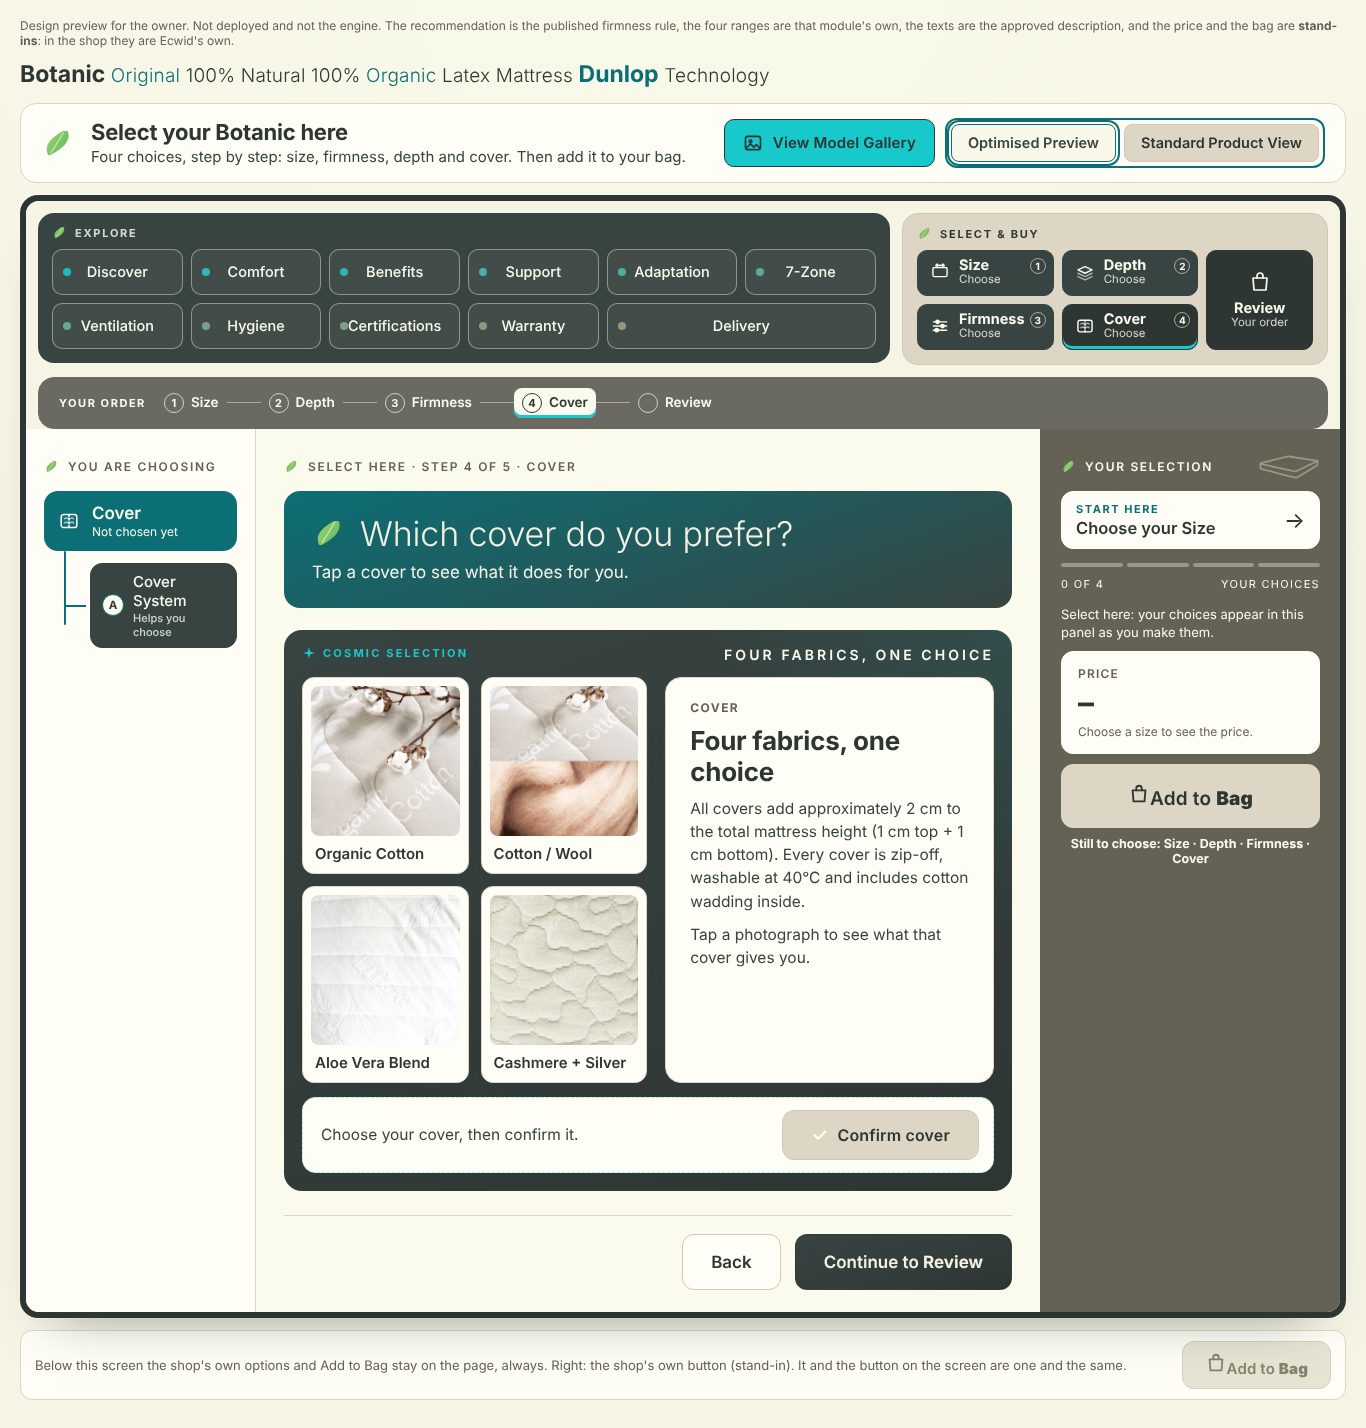 Design preview for the owner. Not deployed and not the engine. The recommendation is the published firmness rule, the four ranges are that module's own, the texts are the approved description, and the price and the bag are stand-
ins: in the shop they are Ecwid's own.
Botanic Original 100% Natural 100% Organic Latex Mattress Dunlop Technology
Select your Botanic here
Four choices, step by step: size, firmness, depth and cover. Then add it to your bag.
View Model Gallery
Optimised Preview
Standard Product View
EXPLORE
Discover
Comfort
Benefits
Support
Adaptation
7-Zone
Ventilation
Hygiene
Certifications
Warranty
Delivery
SELECT & BUY
Size
Choose
1
Depth
Choose
2
Firmness
Choose
3
Cover
Choose
4
Review
Your order
YOUR ORDER
1 Size
2 Depth
3 Firmness
4 Cover
Review
YOU ARE CHOOSING
Cover
Not chosen yet
A
Cover
System
Helps you
choose
SELECT HERE · STEP 4 OF 5 · COVER
Which cover do you prefer?
Tap a cover to see what it does for you.
COSMIC SELECTION
FOUR FABRICS, ONE CHOICE
Organic Cotton
Cotton / Wool
Aloe Vera Blend
Cashmere + Silver
COVER
Four fabrics, one
choice
All covers add approximately 2 cm to
the total mattress height (1 cm top + 1
cm bottom). Every cover is zip-off,
washable at 40°C and includes cotton
wadding inside.
Tap a photograph to see what that
cover gives you.
Choose your cover, then confirm it.
Confirm cover
Back
Continue to Review
YOUR SELECTION
START HERE
Choose your Size
0 OF 4
YOUR CHOICES
Select here: your choices appear in this
panel as you make them.
PRICE
–
Choose a size to see the price.
Add to Bag
Still to choose: Size · Depth · Firmness ·
Cover
Below this screen the shop's own options and Add to Bag stay on the page, always. Right: the shop's own button (stand-in). It and the button on the screen are one and the same.
Add to Bag